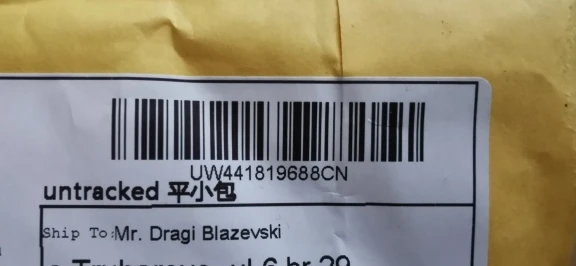 UW441819688CN
untracked 平小包
Ship To:Mr. Dragi Blazevski